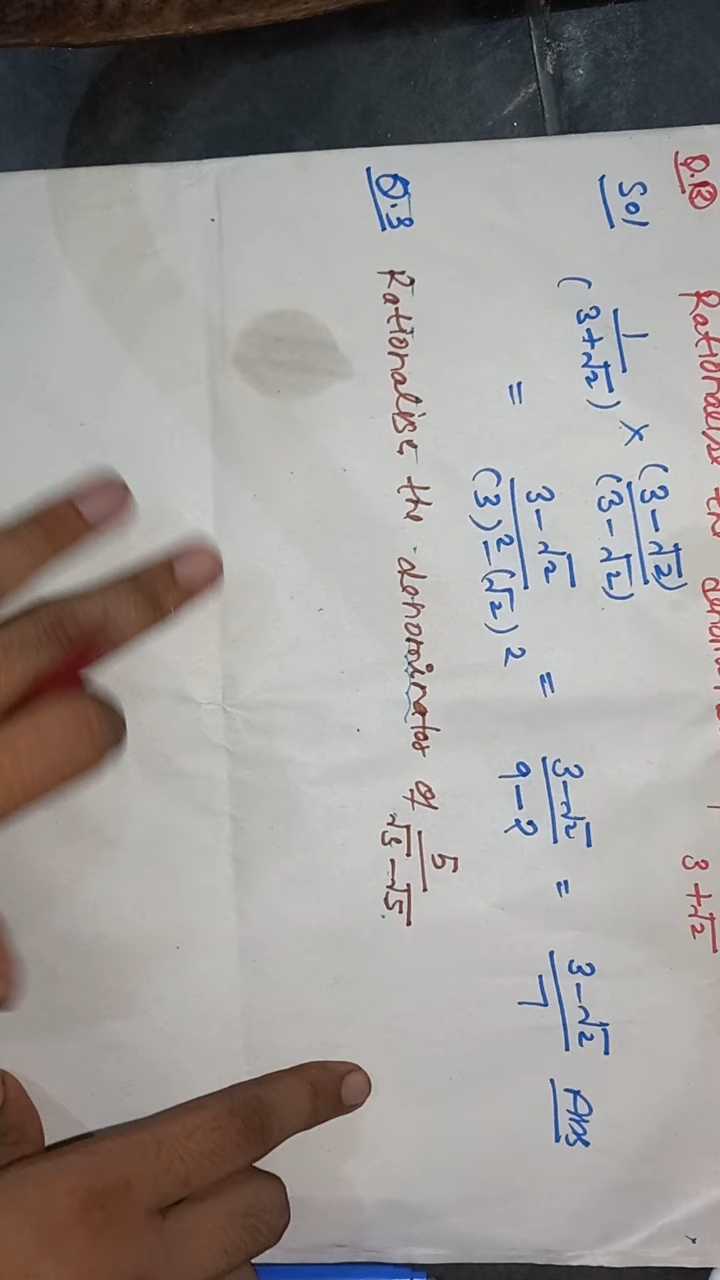 Q.2 Rationalise the 1
3+√2
Sol 1/(3+√2) × (3-√2)/(3-√2)
= 3-√2/(3)²-(√2)² = 3-√2/9-2 = 3-√2/7 Ans
Q.3 Rationalise the denominator of 5/√3-√5.